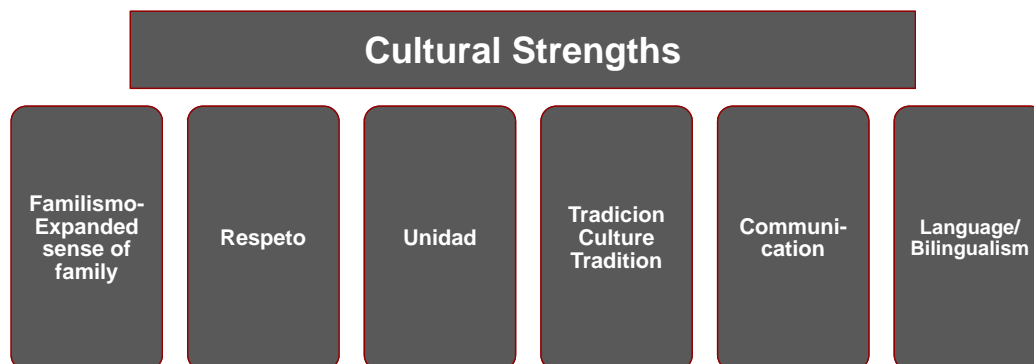 Cultural Strengths
Familismo-
Expanded
sense of
family
Respeto
Unidad
Tradicion
Culture
Tradition
Communi-
cation
Language/
Bilingualism